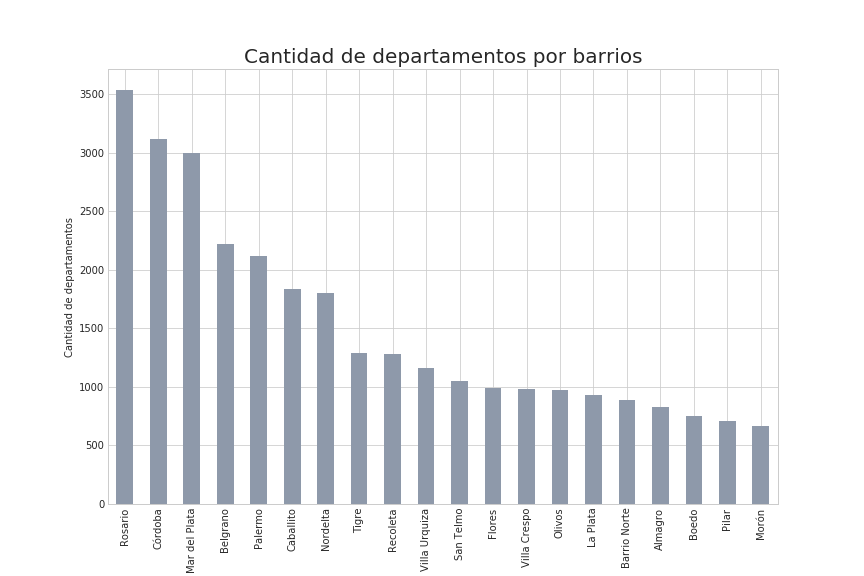 Cantidad de departamentos por barrios
3500
3000
2500
2000
1500
1000
500
0
Cantidad de departamentos
Rosario
Córdoba
Mar del Plata
Belgrano
Palermo
Caballito
Nordelta
Tigre
Recoleta
Villa Urquiza
San Telmo
Flores
Villa Crespo
Olivos
La Plata
Barrio Norte
Almagro
Boedo
Pilar
Morón